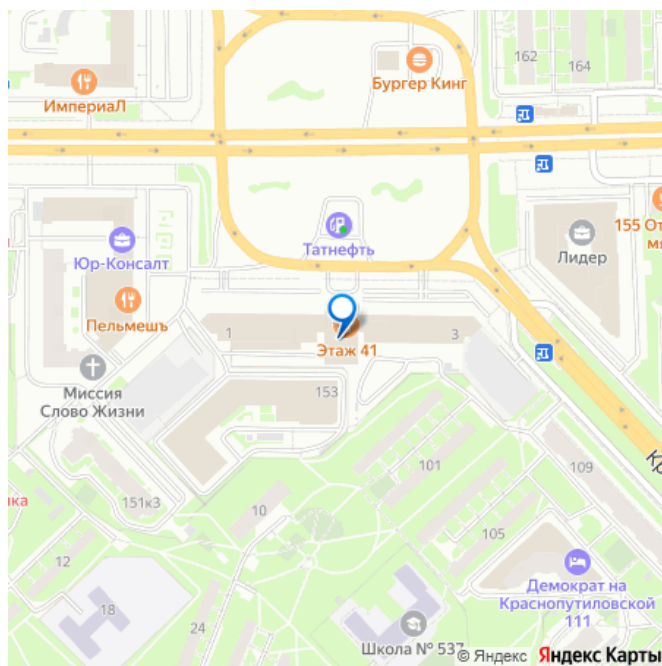 162
164
Бургер Кинг
ИмпериаЛ
155 От
мя
Татнефть
Юр-Консалт
Лидер
Пельмешъ
1
3
Этаж 41
Миссия
Слово Жизни
153
101
109
Кр
151к3
ика
10
105
12
Демократ на
Краснопутиловской
111
18
24
Школа № 537
© Яндекс Яндекс Карты